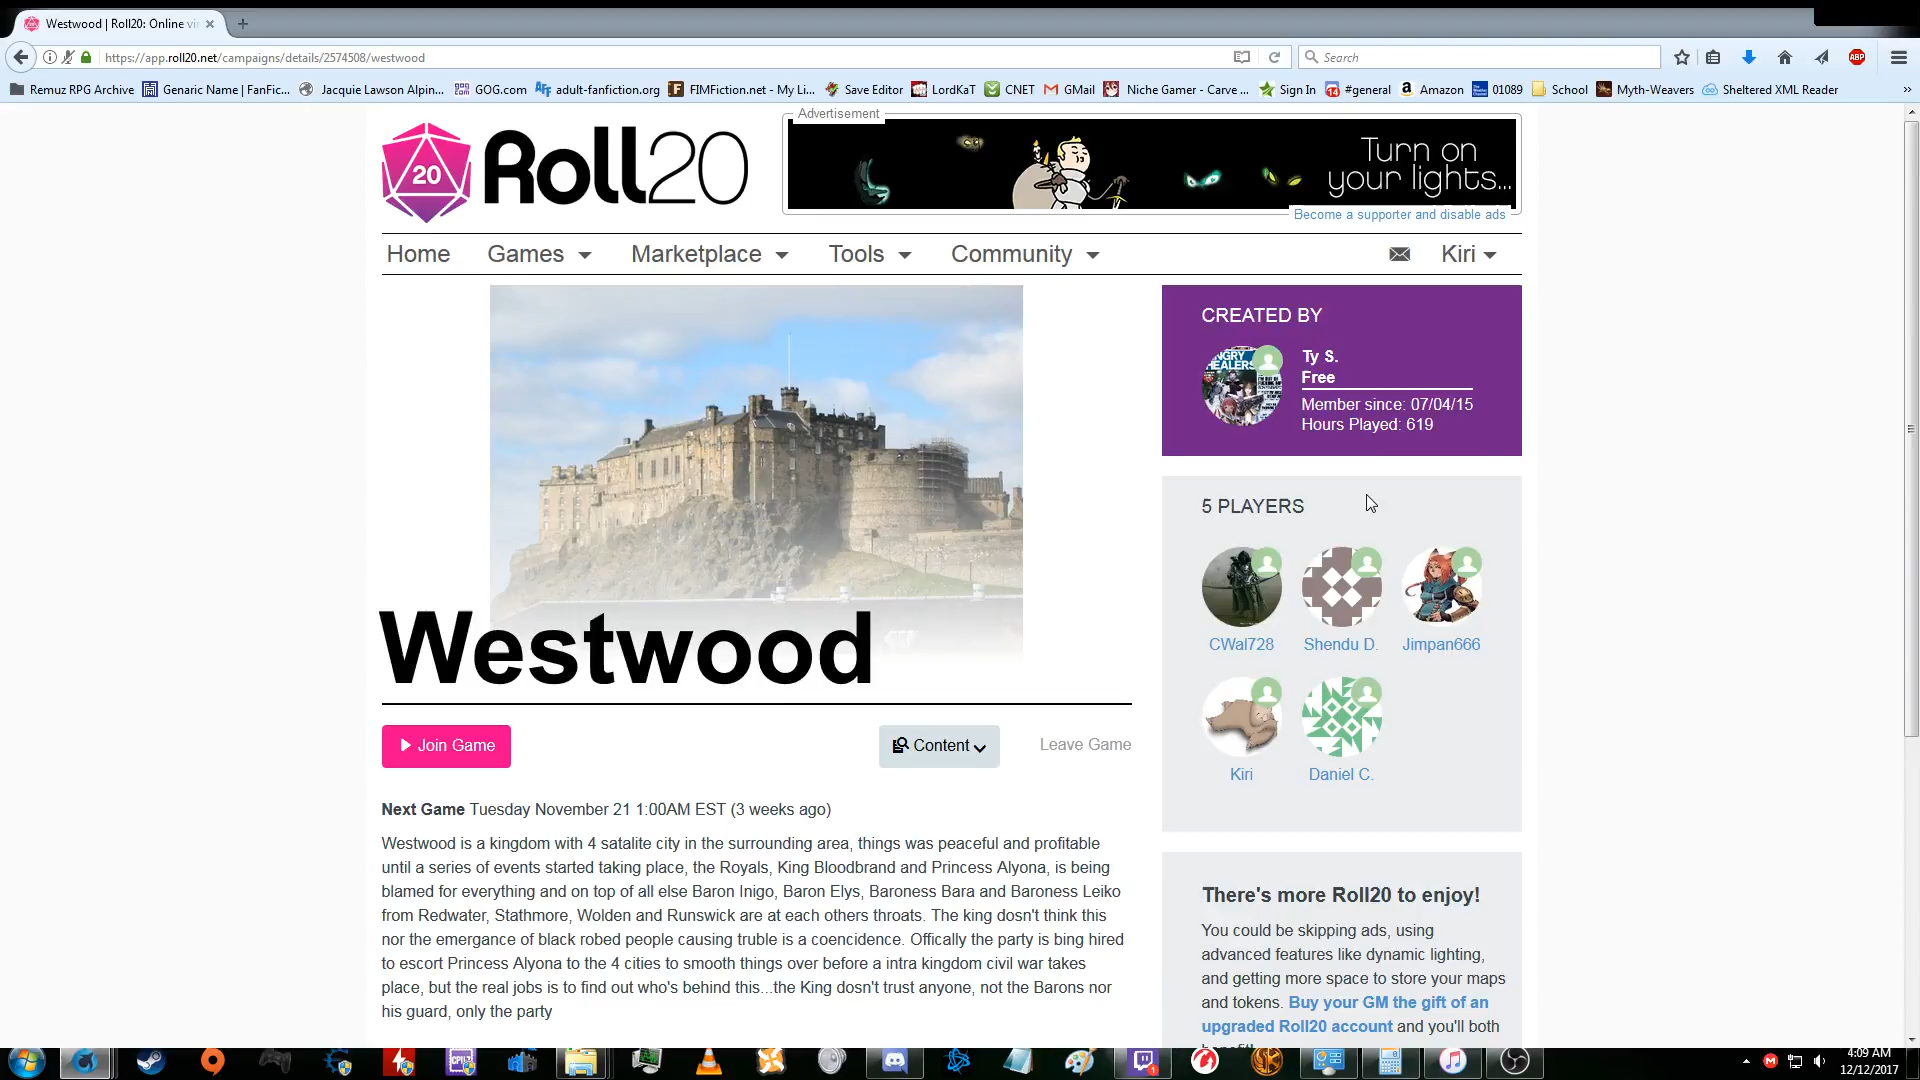 Westwood | Roll20: Online vi
https://app.roll20.net/campaigns/details/2574508/westwood
Search
ABP
Remuz RPG Archive
Genaric Name | FanFic...
Jacquie Lawson Alpin...
GOG.com
adult-fanfiction.org
FIMFiction.net - My Li...
Save Editor
LordKaT
CNET
GMail
Niche Gamer - Carve ...
Sign In
#general
Amazon
01089
School
Myth-Weavers
Sheltered XML Reader
Advertisement
20
Roll20
Turn on
your lights...
Become a supporter and disable ads
Home
Games
Marketplace
Tools
Community
Kiri
CREATED BY
Ty S.
Free
Member since: 07/04/15
Hours Played: 619
5 PLAYERS
CWal728
Shendu D.
Jimpan666
Kiri
Daniel C.
Westwood
Join Game
Content
Leave Game
Next Game Tuesday November 21 1:00AM EST (3 weeks ago)
Westwood is a kingdom with 4 satalite city in the surrounding area, things was peaceful and profitable
until a series of events started taking place, the Royals, King Bloodbrand and Princess Alyona, is being
blamed for everything and on top of all else Baron Inigo, Baron Elys, Baroness Bara and Baroness Leiko
from Redwater, Stathmore, Wolden and Runswick are at each others throats. The king dosn't think this
nor the emergance of black robed people causing truble is a coencidence. Offically the party is bing hired
to escort Princess Alyona to the 4 cities to smooth things over before a intra kingdom civil war takes
place, but the real jobs is to find out who's behind this...the King dosn't trust anyone, not the Barons nor
his guard, only the party
There's more Roll20 to enjoy!
You could be skipping ads, using
advanced features like dynamic lighting,
and getting more space to store your maps
and tokens. Buy your GM the gift of an
upgraded Roll20 account and you'll both
4:09 AM
12/12/2017